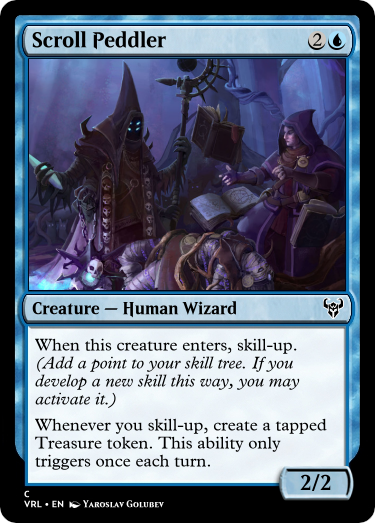 Scroll Peddler 2
Creature — Human Wizard
When this creature enters, skill-up.
(Add a point to your skill tree. If you
develop a new skill this way, you may
activate it.)
Whenever you skill-up, create a tapped
Treasure token. This ability only
triggers once each turn.
2/2
C
VRL • EN Yaroslav Golubev